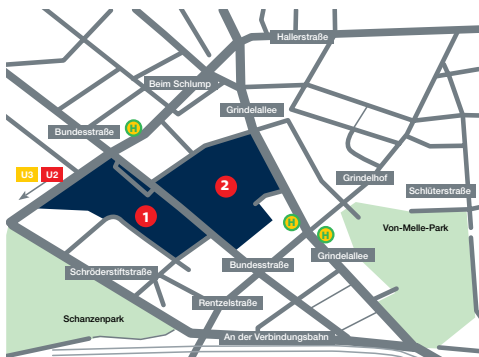 Hallerstraße
Beim Schlump
Grindelallee
H
Bundesstraße
U3 U2
Grindelhof
2
Schlüterstraße
1
H
H
Von-Melle-Park
Grindelallee
Bundesstraße
Schröderstiftstraße
Rentzelstraße
Schanzenpark
An der Verbindungsbahn